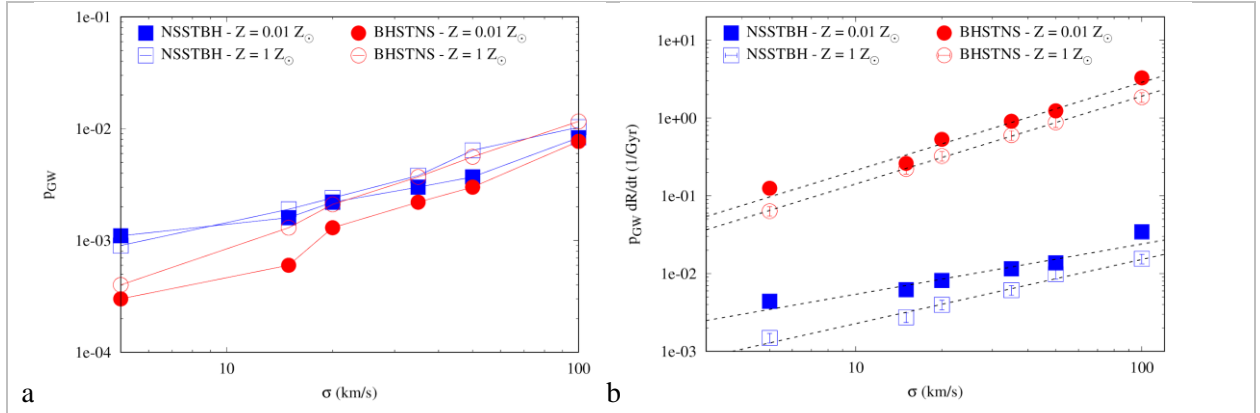 NSSTBH - Z = 0.01 Z☉ BHSTNS - Z = 0.01 Z☉
NSSTBH - Z = 1 Z☉ BHSTNS - Z = 1 Z☉
1e-01
1e-02
1e-03
1e-04
p_GW
10 100
σ (km/s)
a
NSSTBH - Z = 0.01 Z☉ BHSTNS - Z = 0.01 Z☉
NSSTBH - Z = 1 Z☉ BHSTNS - Z = 1 Z☉
1e+01
1e+00
1e-01
1e-02
1e-03
p_GW dR/dt (1/Gyr)
10 100
σ (km/s)
b